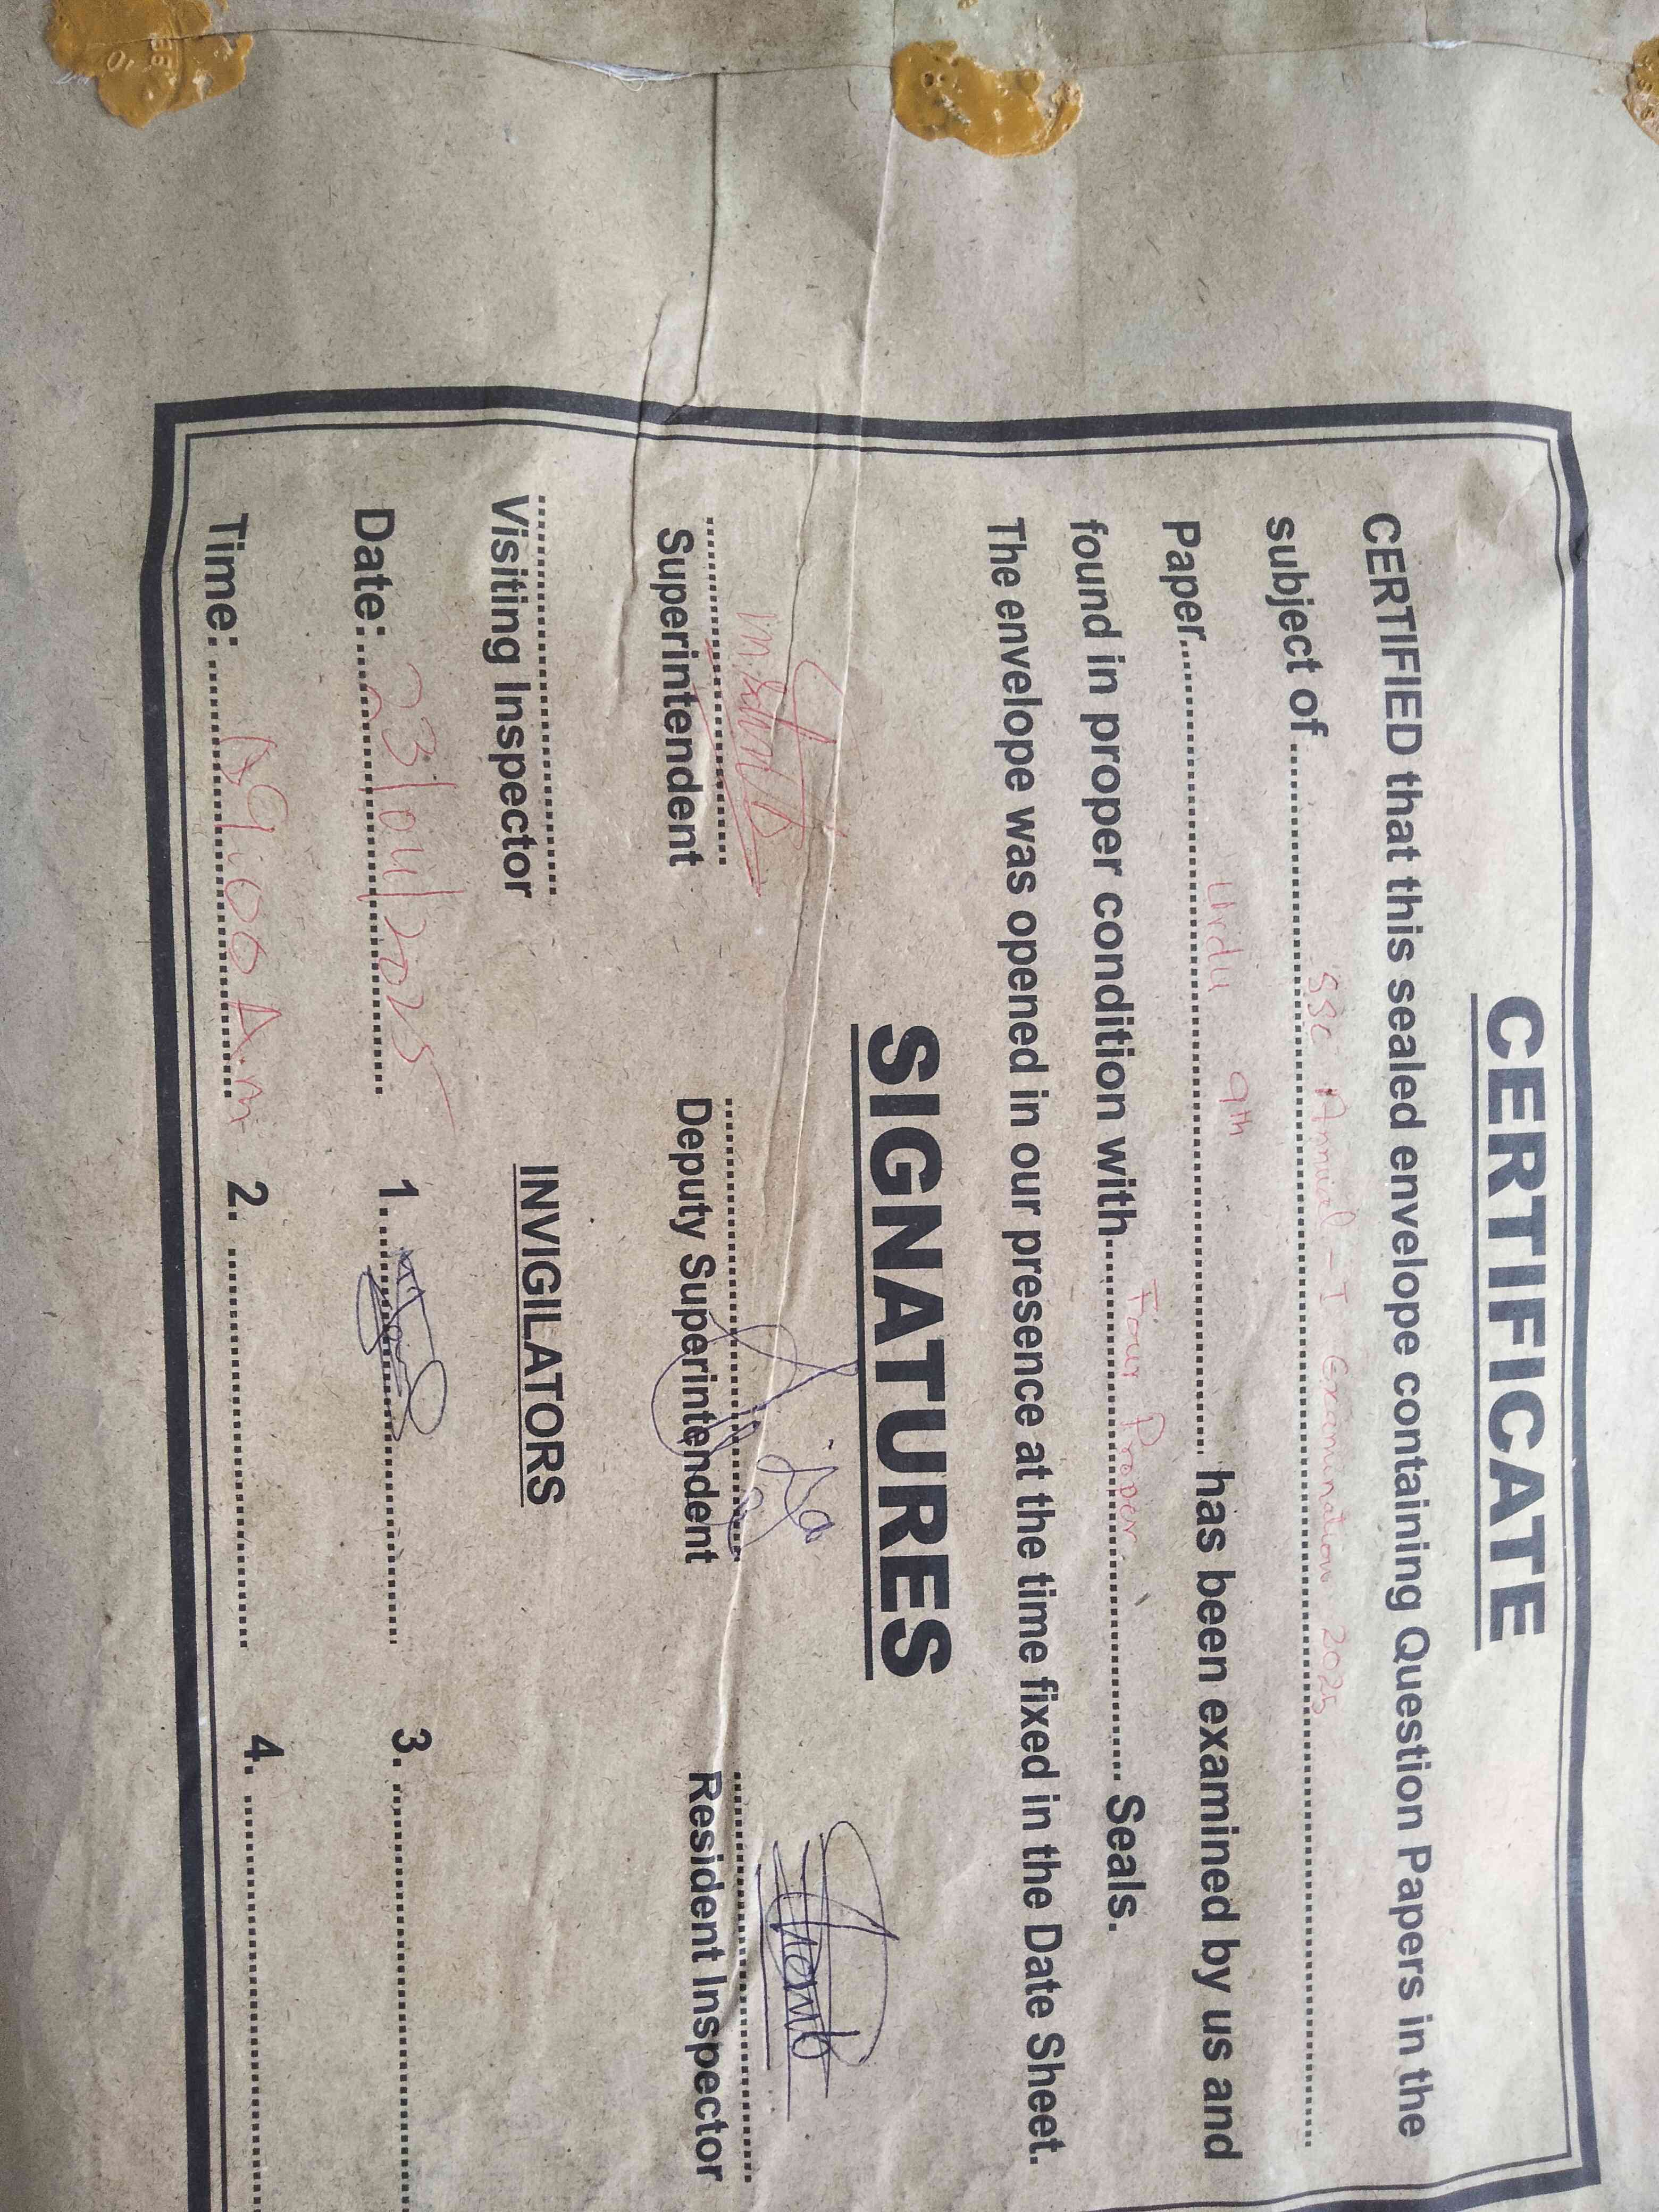 CERTIFICATE
CERTIFIED that this sealed envelope containing Question Papers in the
subject of SSC Annual-I Examination 2025
Paper Urdu 9th has been examined by us and
found in proper condition with Four Proper Seals.
The envelope was opened in our presence at the time fixed in the Date Sheet.
SIGNATURES
Superintendent Deputy Superintendent Resident Inspector
Visiting Inspector
INVIGILATORS
Date: 23/04/2025 1. 3.
Time: 09:00 A.m 2. 4.